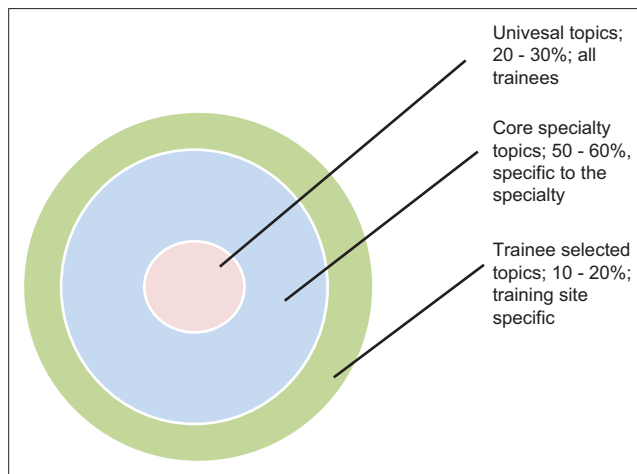 Univesal topics;
20 - 30%; all
trainees
Core specialty
topics; 50 - 60%,
specific to the
specialty
Trainee selected
topics; 10 - 20%;
training site
specific